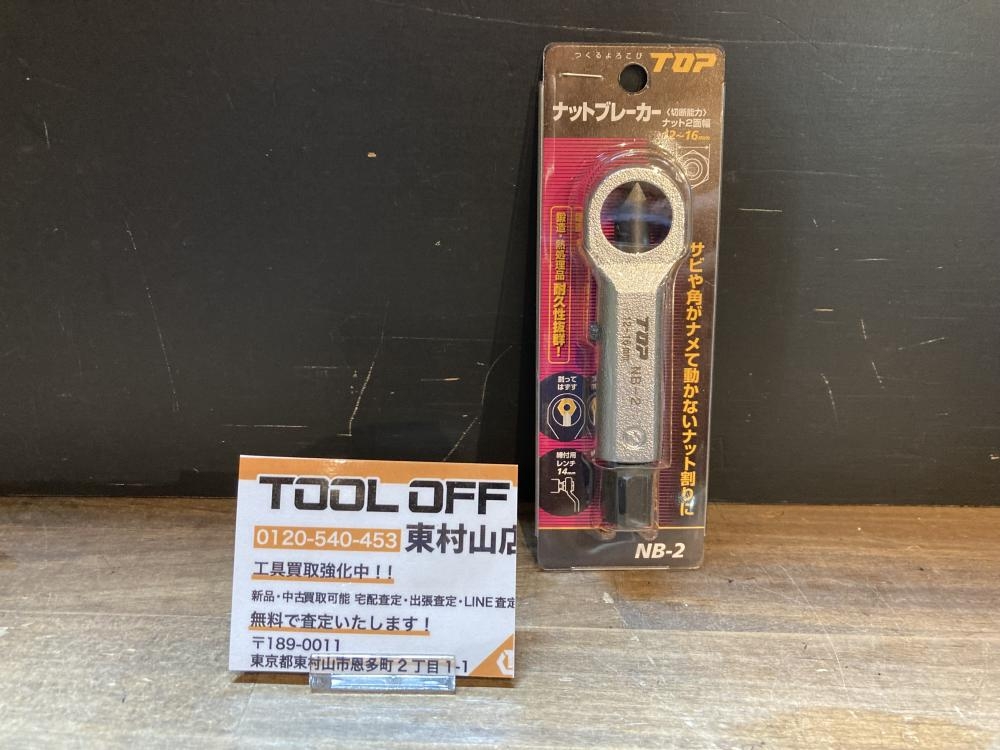 つくるよろこび TOP
ナットブレーカー
〈切断能力〉
ナット2面幅
12~16mm
サビや角がナメて動かないナット割りに
鍛造・熱処理品 耐久性抜群!
TOP
12~16mm
NB-2
割って
はずす
締付用
レンチ
14mm
NB-2
TOOL OFF
0120-540-453 東村山店
工具買取強化中!!
新品・中古買取可能 宅配査定・出張査定・LINE査定
無料で査定いたします!
〒189-0011
東京都東村山市恩多町2丁目1-1